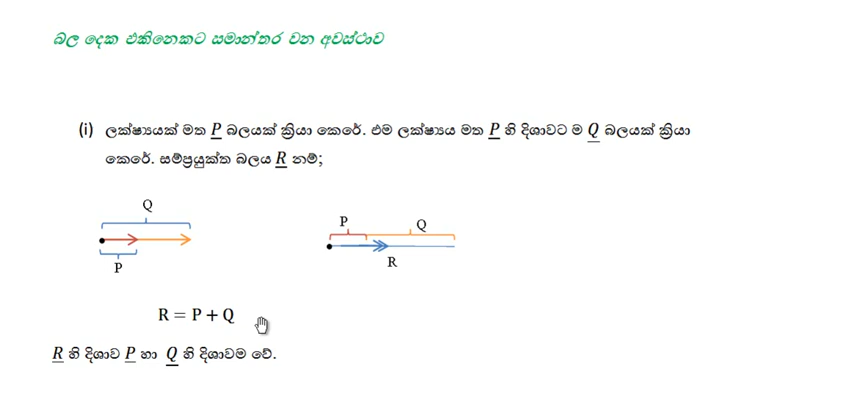 බල දෙක එකිනෙකට සමාන්තර වන අවස්ථාව
(i) ලක්ෂ්‍යයක් මත P බලයක් ක්‍රියා කෙරේ. එම ලක්ෂ්‍යය මත P හි දිශාවට ම Q බලයක් ක්‍රියා
කෙරේ. සම්ප්‍රයුක්ත බලය R නම්;
Q
P
P Q
R
R = P + Q
R හි දිශාව P හා Q හි දිශාවම වේ.